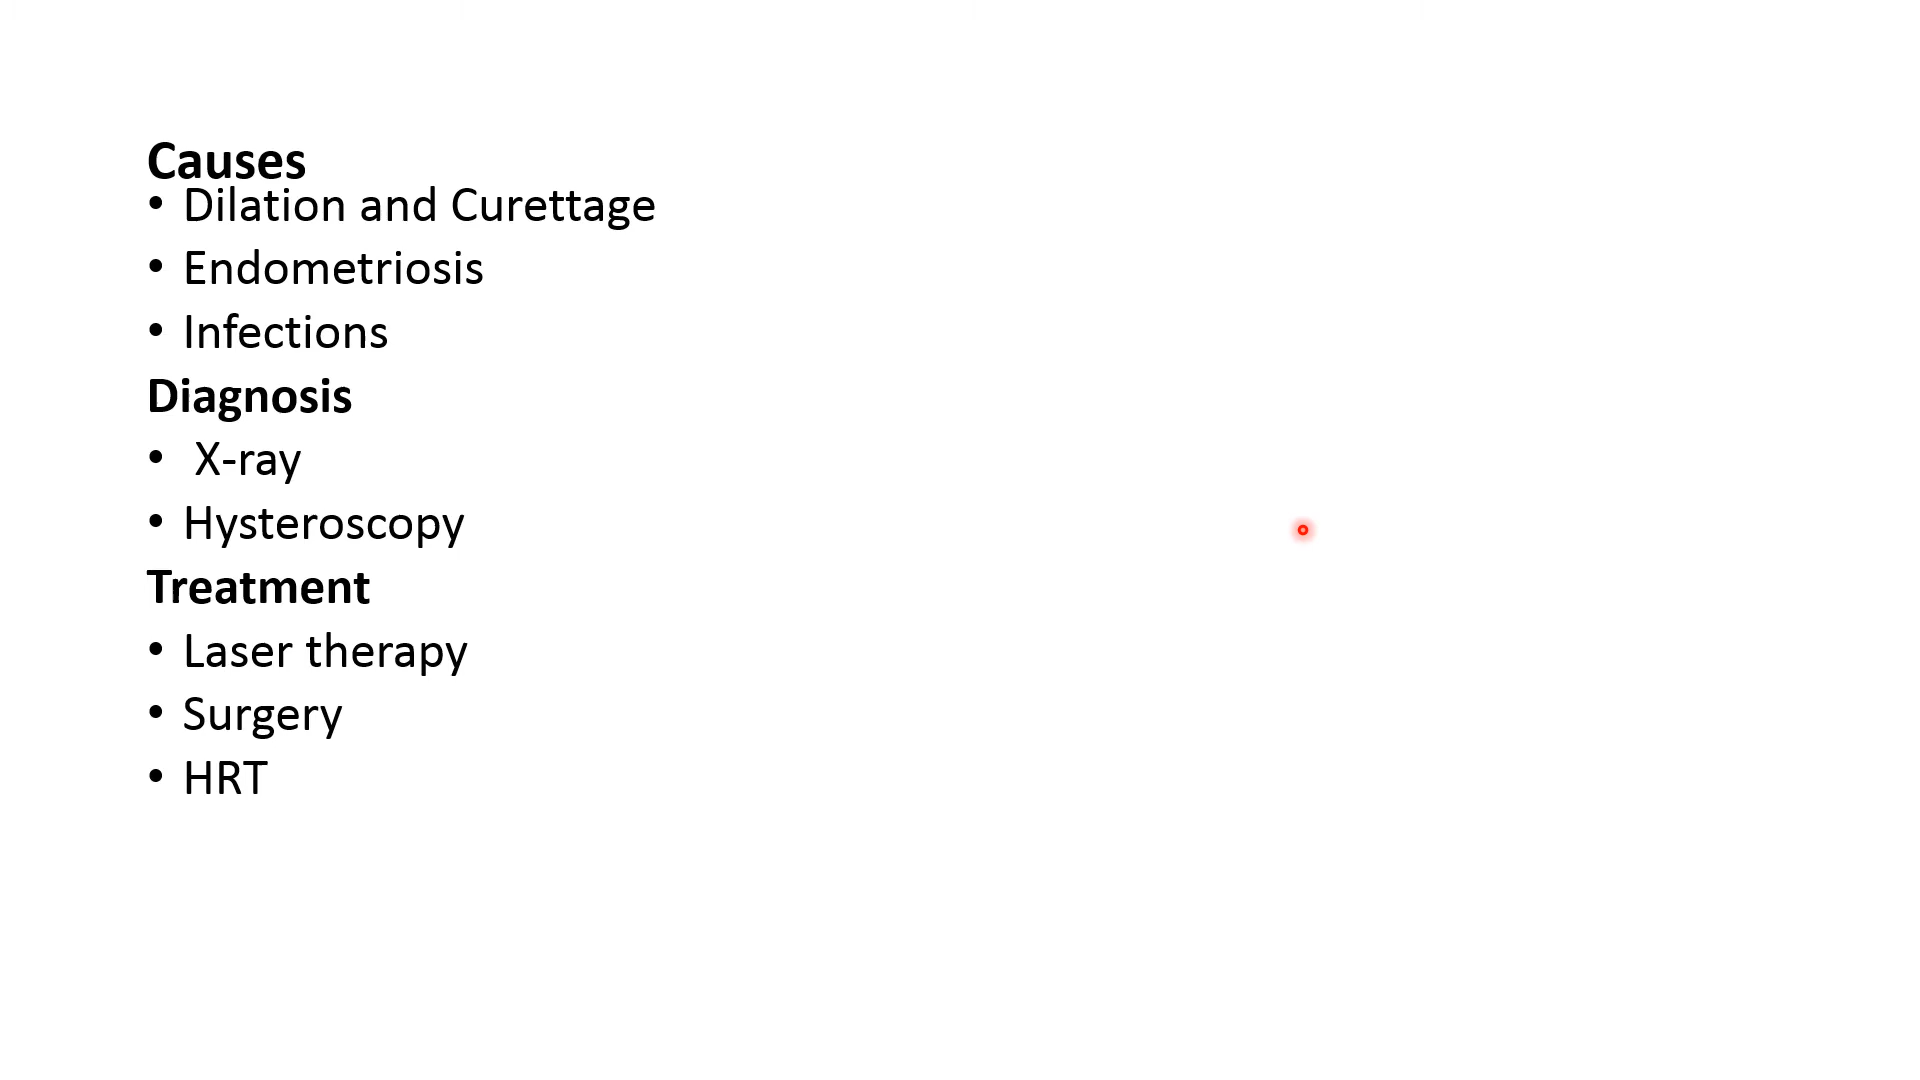 Causes
• Dilation and Curettage
• Endometriosis
• Infections
Diagnosis
• X-ray
• Hysteroscopy
Treatment
• Laser therapy
• Surgery
• HRT